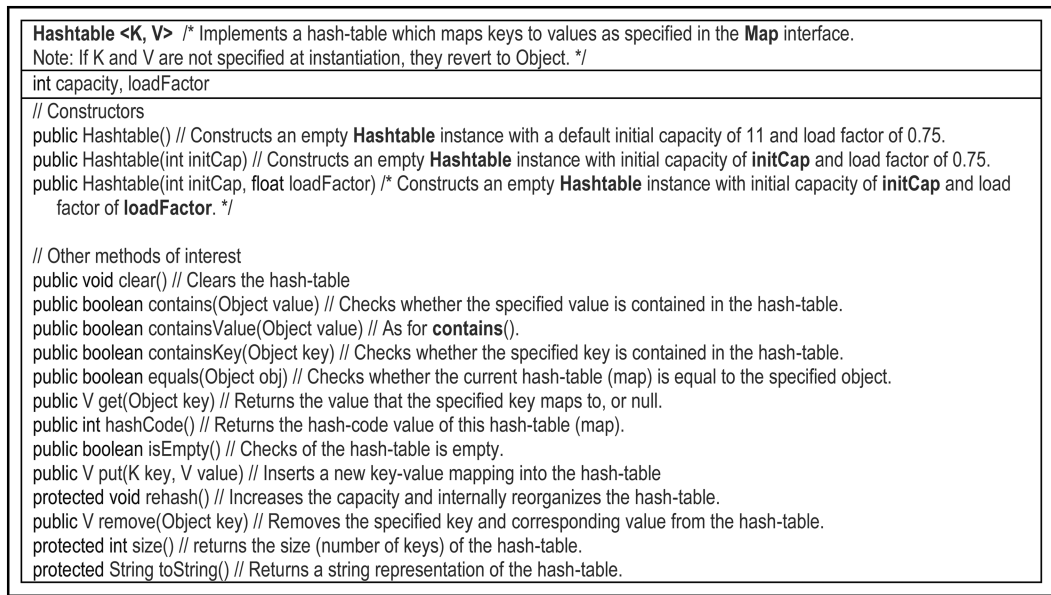 Hashtable <K, V> /* Implements a hash-table which maps keys to values as specified in the Map interface.
Note: If K and V are not specified at instantiation, they revert to Object. */
int capacity, loadFactor
// Constructors
public Hashtable() // Constructs an empty Hashtable instance with a default initial capacity of 11 and load factor of 0.75.
public Hashtable(int initCap) // Constructs an empty Hashtable instance with initial capacity of initCap and load factor of 0.75.
public Hashtable(int initCap, float loadFactor) /* Constructs an empty Hashtable instance with initial capacity of initCap and load
factor of loadFactor. */
// Other methods of interest
public void clear() // Clears the hash-table
public boolean contains(Object value) // Checks whether the specified value is contained in the hash-table.
public boolean containsValue(Object value) // As for contains().
public boolean containsKey(Object key) // Checks whether the specified key is contained in the hash-table.
public boolean equals(Object obj) // Checks whether the current hash-table (map) is equal to the specified object.
public V get(Object key) // Returns the value that the specified key maps to, or null.
public int hashCode() // Returns the hash-code value of this hash-table (map).
public boolean isEmpty() // Checks of the hash-table is empty.
public V put(K key, V value) // Inserts a new key-value mapping into the hash-table
protected void rehash() // Increases the capacity and internally reorganizes the hash-table.
public V remove(Object key) // Removes the specified key and corresponding value from the hash-table.
protected int size() // returns the size (number of keys) of the hash-table.
protected String toString() // Returns a string representation of the hash-table.